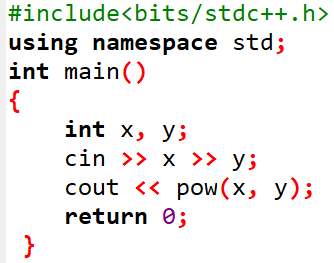 #include<bits/stdc++.h>
using namespace std;
int main()
{
    int x, y;
    cin >> x >> y;
    cout << pow(x, y);
    return 0;
 }